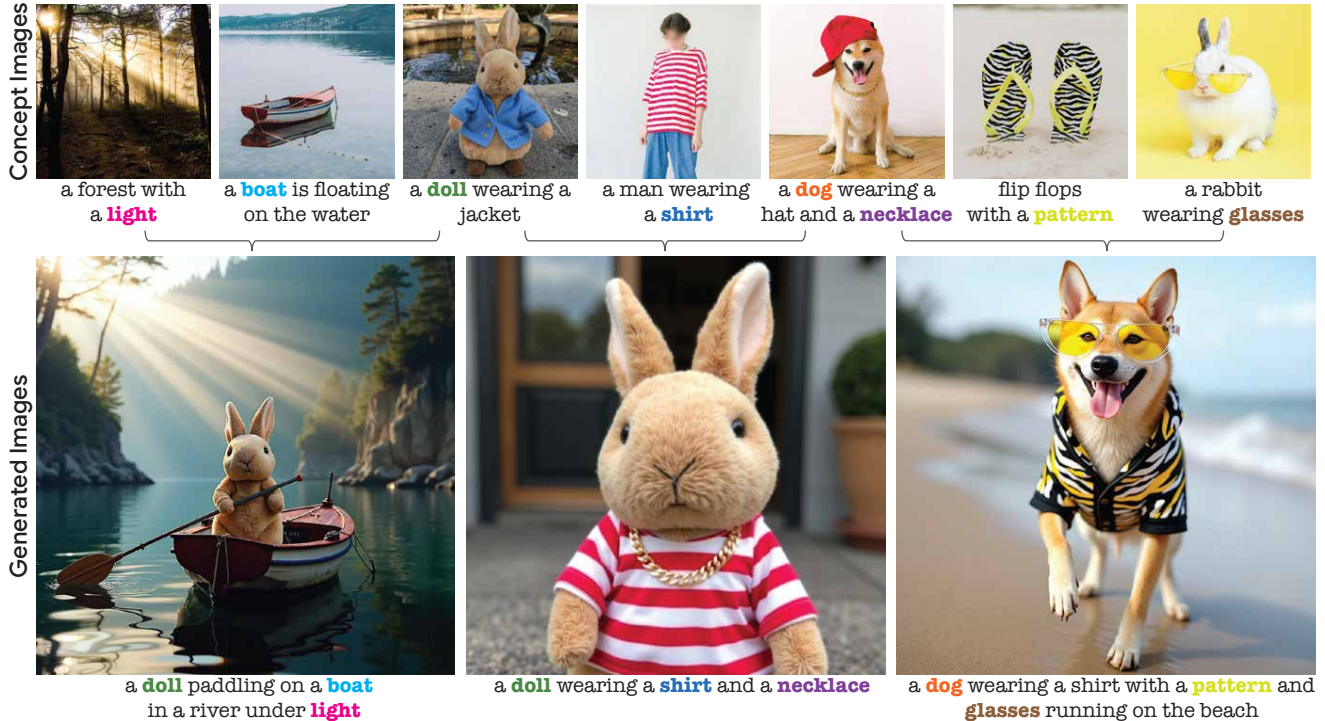 Concept Images
a forest with
a light
a boat is floating
on the water
a doll wearing a
jacket
a man wearing
a shirt
a dog wearing a
hat and a necklace
flip flops
with a pattern
a rabbit
wearing glasses
Generated Images
a doll paddling on a boat
in a river under light
a doll wearing a shirt and a necklace
a dog wearing a shirt with a pattern and
glasses running on the beach